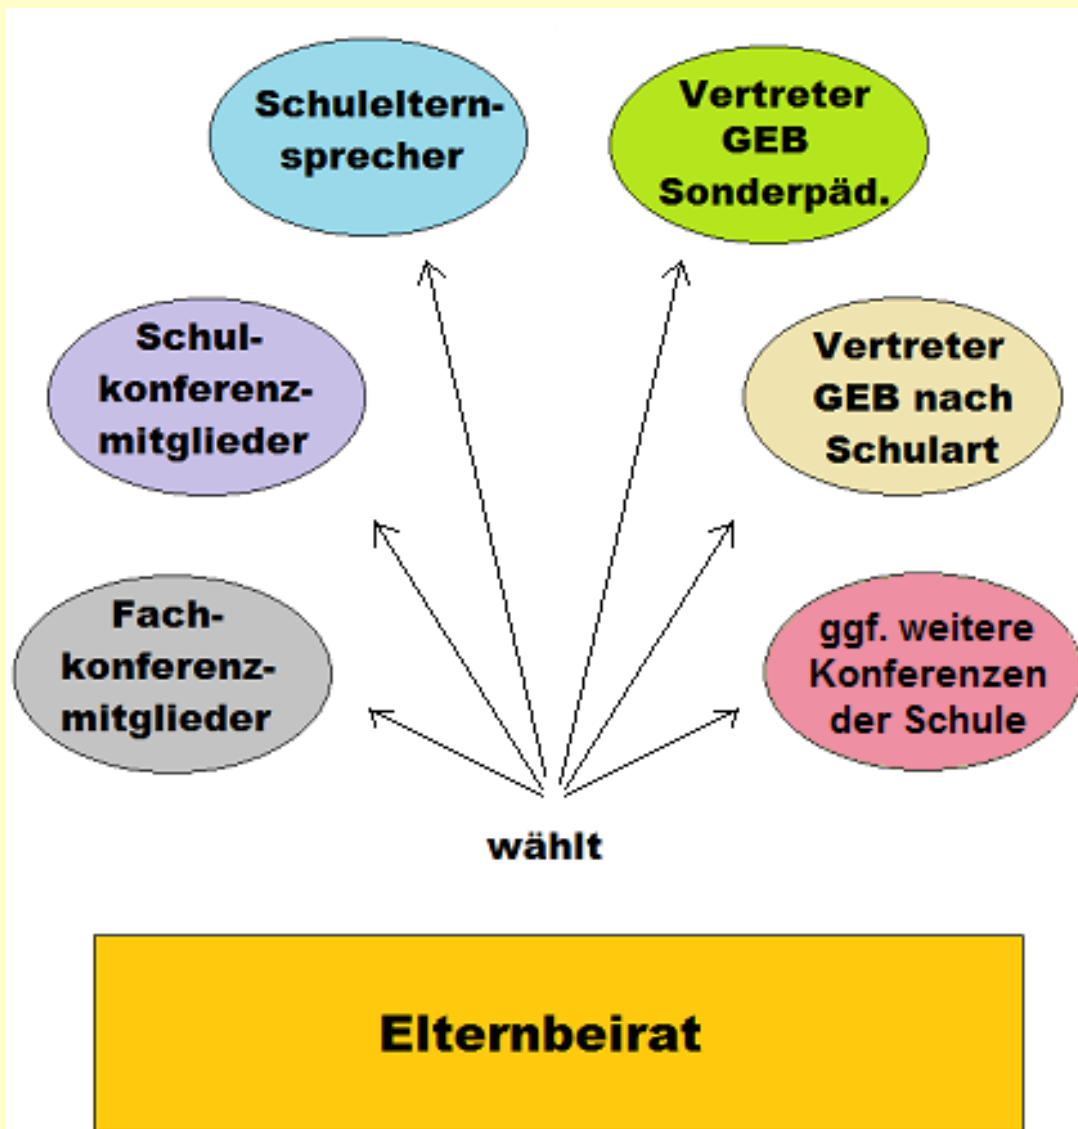 Schuleltern-
sprecher
Vertreter
GEB
Sonderpäd.
Schul-
konferenz-
mitglieder
Vertreter
GEB nach
Schulart
Fach-
konferenz-
mitglieder
ggf. weitere
Konferenzen
der Schule
wählt
Elternbeirat